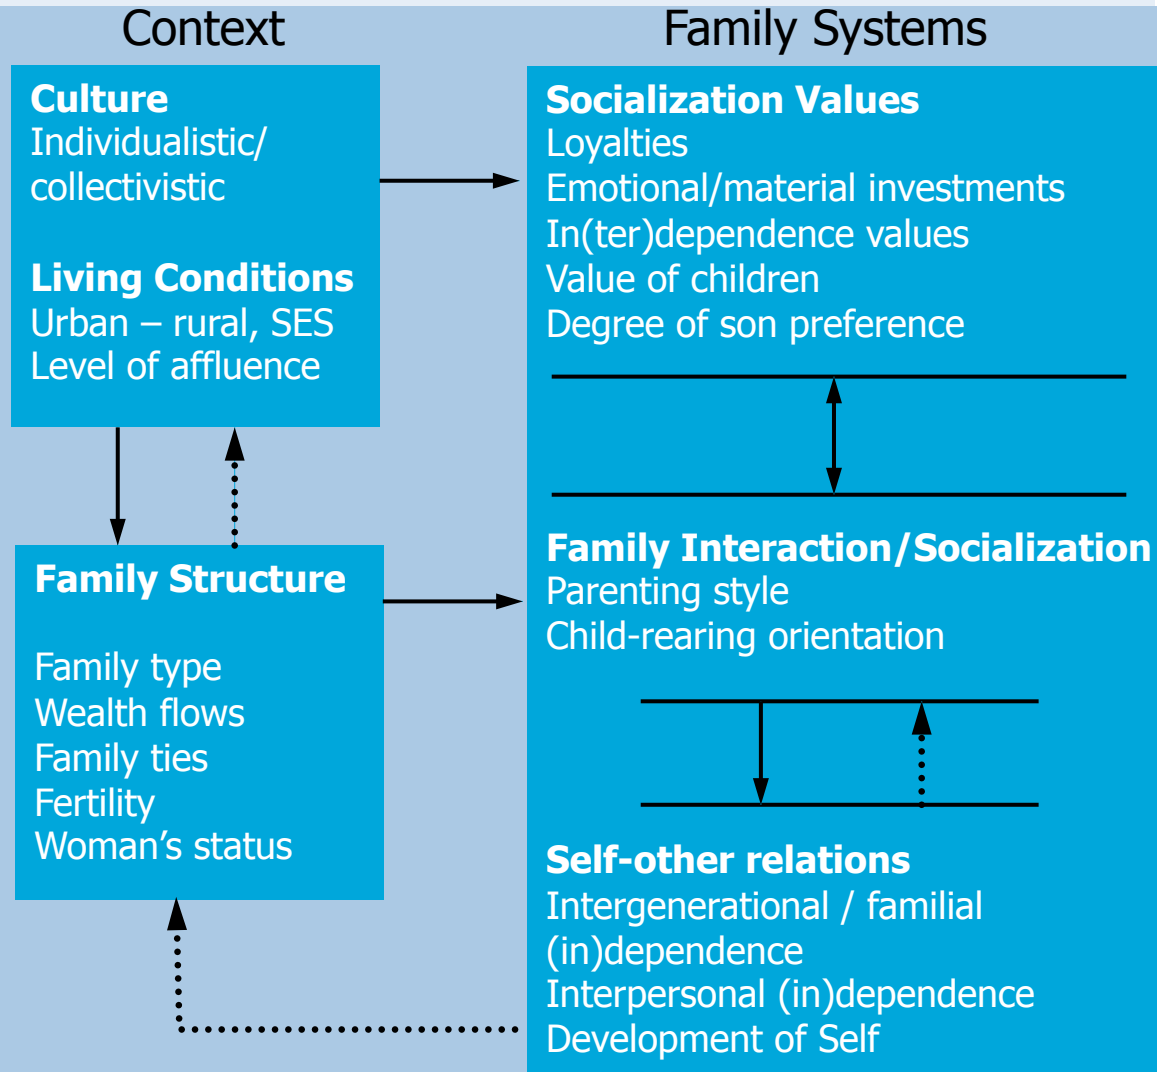 Context
Culture
Individualistic/
collectivistic
Living Conditions
Urban – rural, SES
Level of affluence
Family Structure
Family type
Wealth flows
Family ties
Fertility
Woman’s status
Family Systems
Socialization Values
Loyalties
Emotional/material investments
In(ter)dependence values
Value of children
Degree of son preference
Family Interaction/Socialization
Parenting style
Child-rearing orientation
Self-other relations
Intergenerational / familial
(in)dependence
Interpersonal (in)dependence
Development of Self